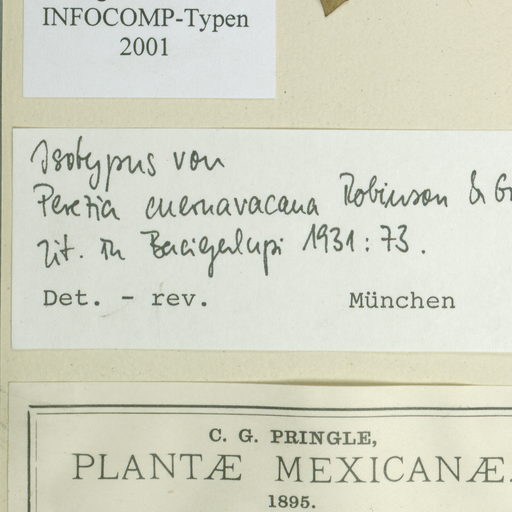 INFOCOMP-Typen
2001
Isotypus von
Perezia cuernavacana Robinson & Gr
zit. in Bacigalupi 1931: 73.
Det. - rev. München
C. G. PRINGLE,
PLANTÆ MEXICANÆ.
1895.